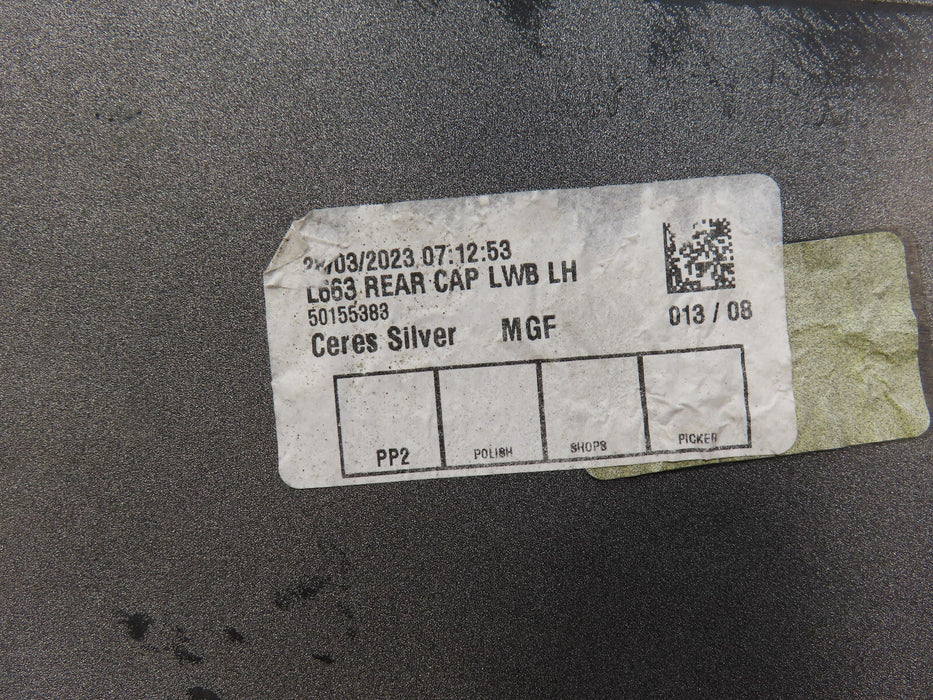 /03/2023 07:12:53
L663 REAR CAP LWB LH
50155383
Ceres Silver MGF
013 / 08
PP2
POLISH
SHOPS
PICKER